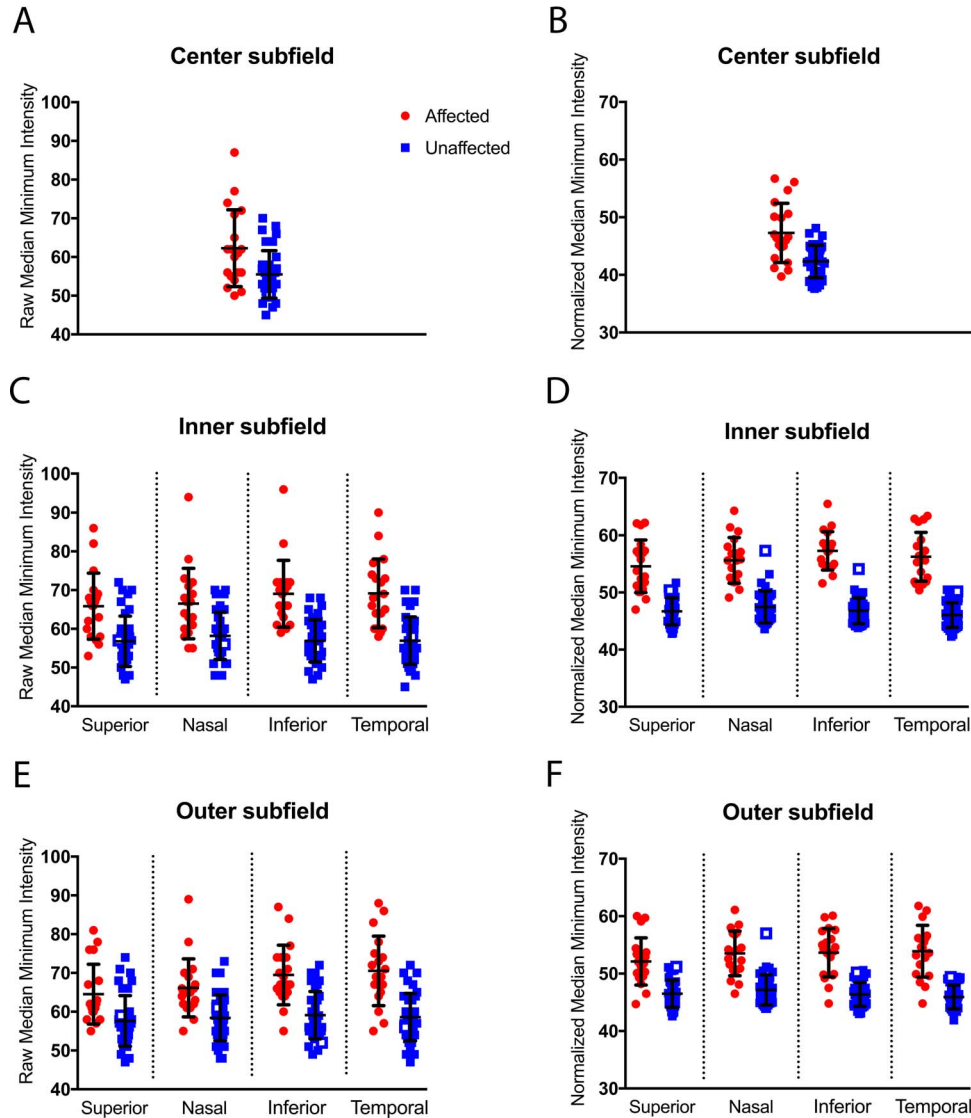 A
Center subfield
Raw Median Minimum Intensity
100
90
80
70
60
50
40
Affected
Unaffected
B
Center subfield
Normalized Median Minimum Intensity
70
60
50
40
30
C
Inner subfield
Raw Median Minimum Intensity
100
90
80
70
60
50
40
Superior Nasal Inferior Temporal
D
Inner subfield
Normalized Median Minimum Intensity
70
60
50
40
30
Superior Nasal Inferior Temporal
E
Outer subfield
Raw Median Minimum Intensity
100
90
80
70
60
50
40
Superior Nasal Inferior Temporal
F
Outer subfield
Normalized Median Minimum Intensity
70
60
50
40
30
Superior Nasal Inferior Temporal